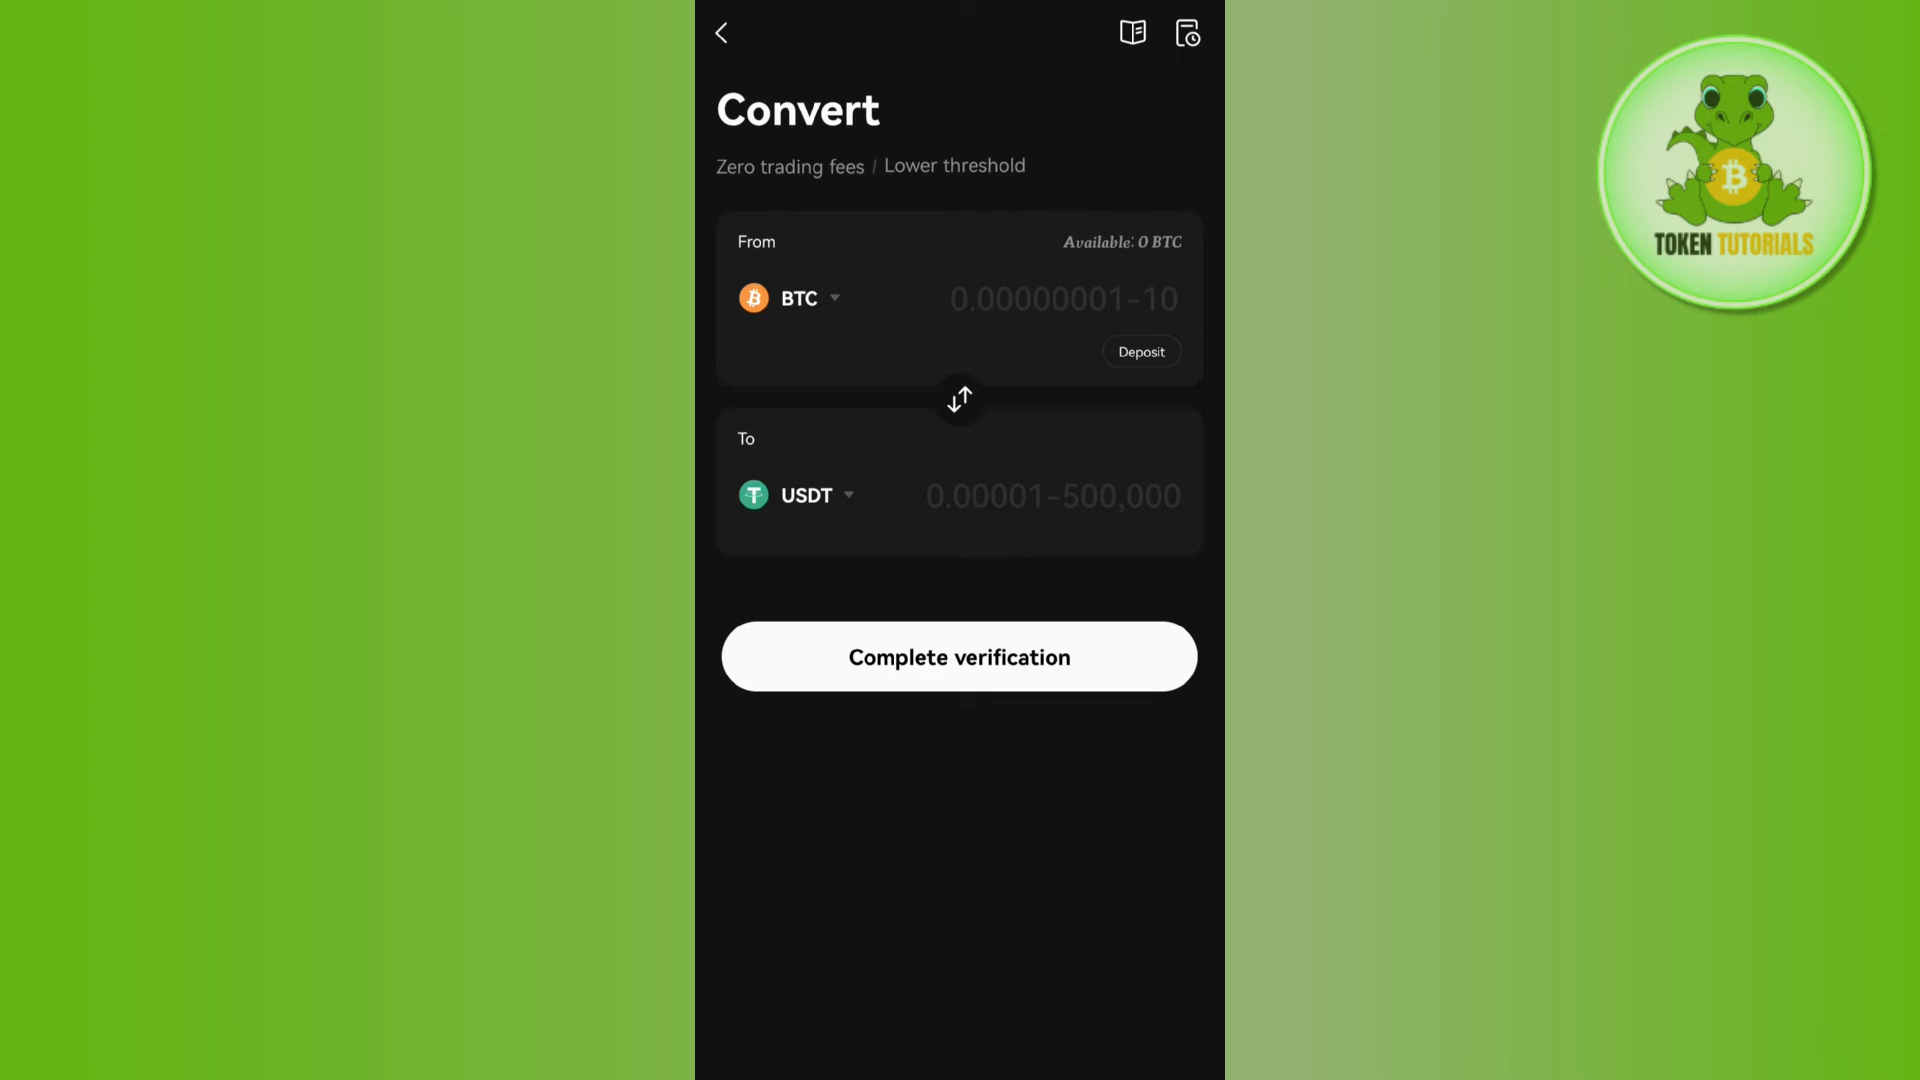 Convert
Zero trading fees / Lower threshold
From
Available: 0 BTC
BTC
0.00000001-10
Deposit
To
USDT
0.00001-500,000
Complete verification
TOKEN TUTORIALS